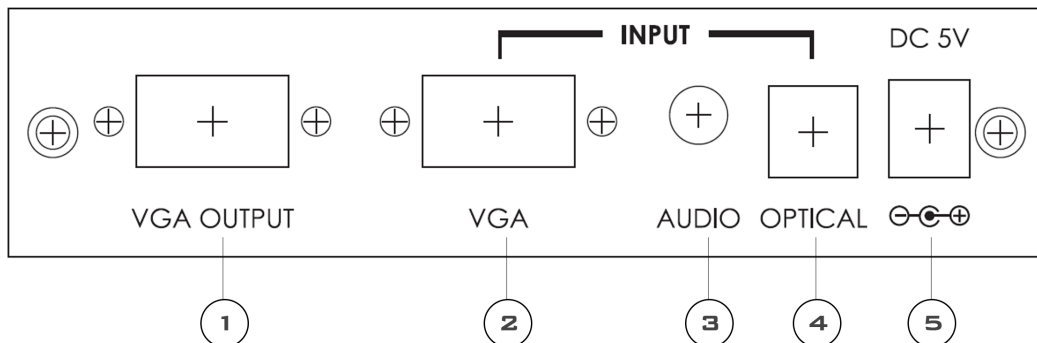 INPUT
DC 5V
VGA OUTPUT
VGA
AUDIO
OPTICAL
1
2
3
4
5